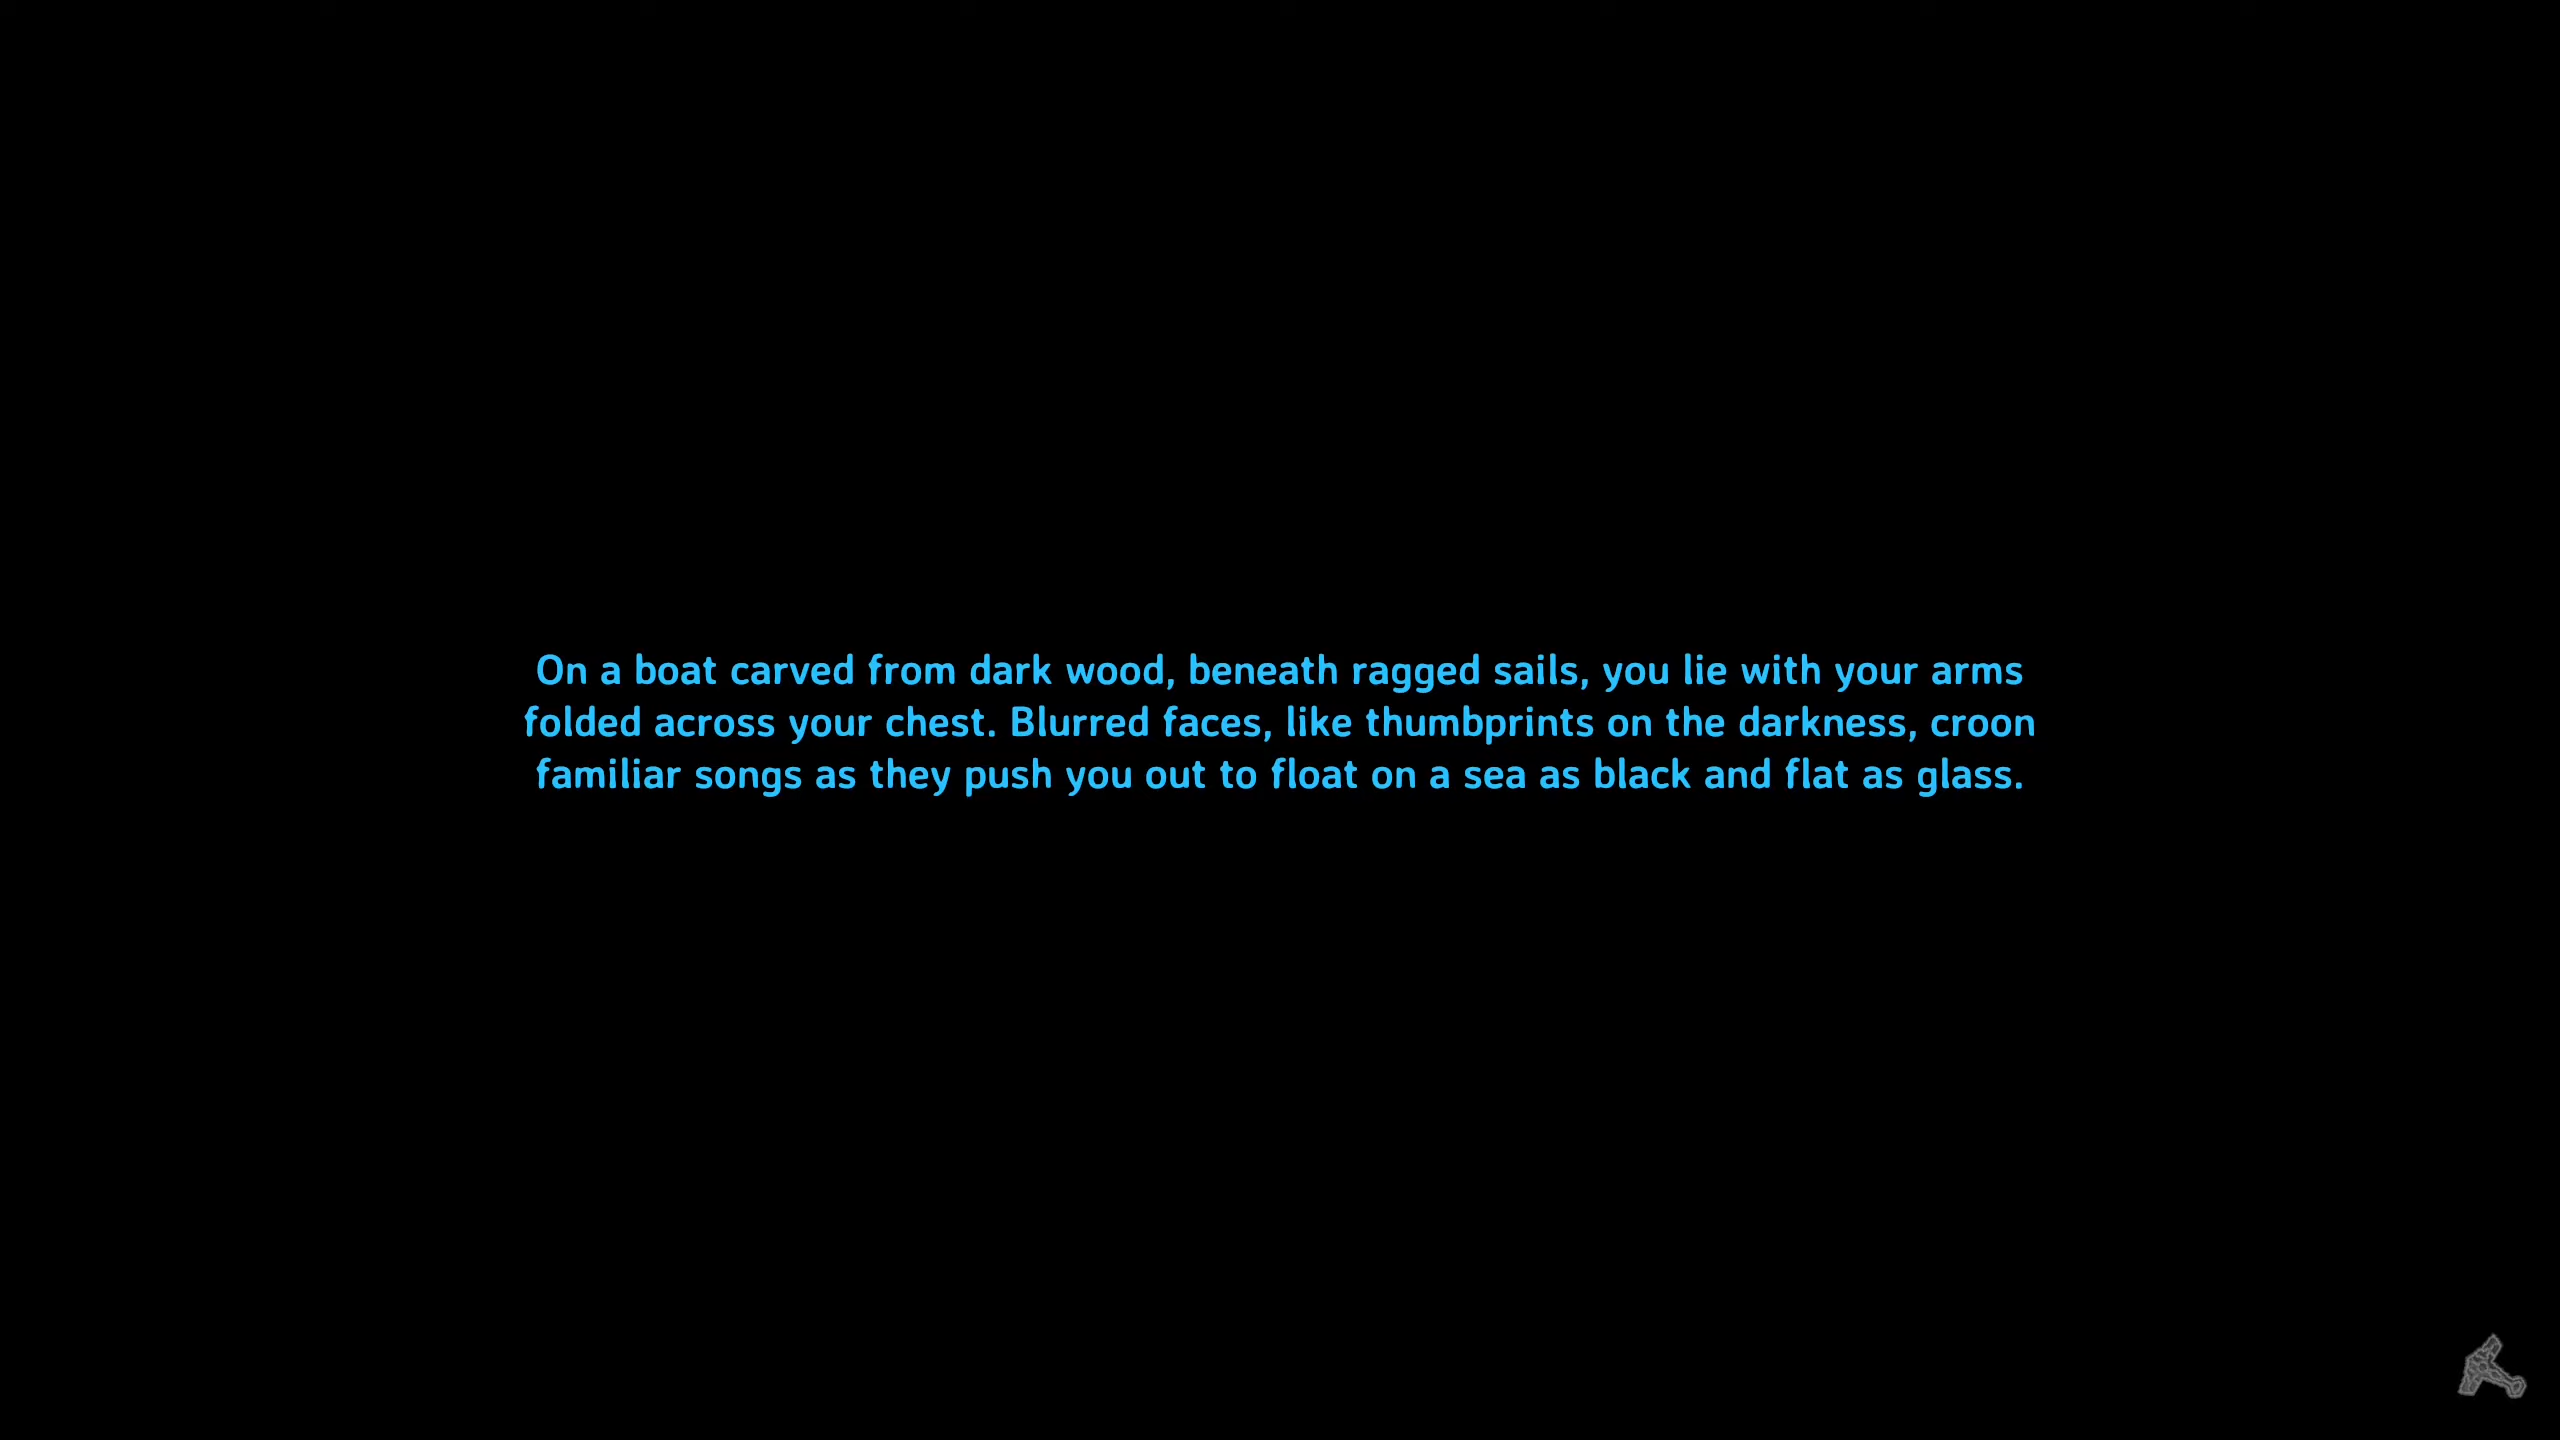 On a boat carved from dark wood, beneath ragged sails, you lie with your arms
folded across your chest. Blurred faces, like thumbprints on the darkness, croon
familiar songs as they push you out to float on a sea as black and flat as glass.